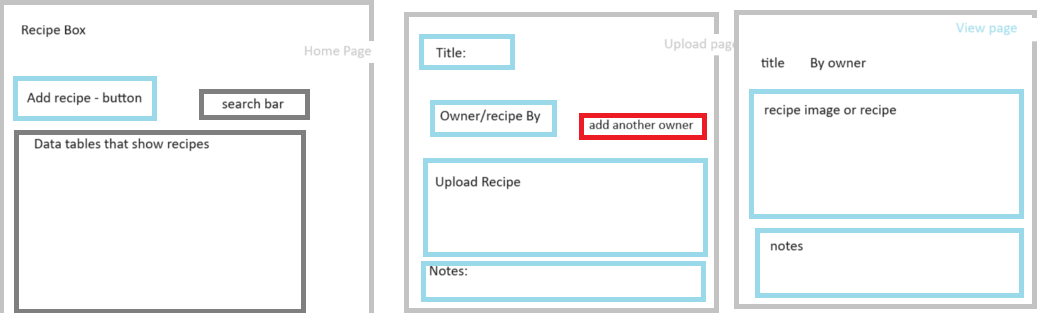 Recipe Box
Home Page
Add recipe - button
search bar
Data tables that show recipes
Title:
Upload page
Owner/recipe By
add another owner
Upload Recipe
Notes:
View page
title By owner
recipe image or recipe
notes